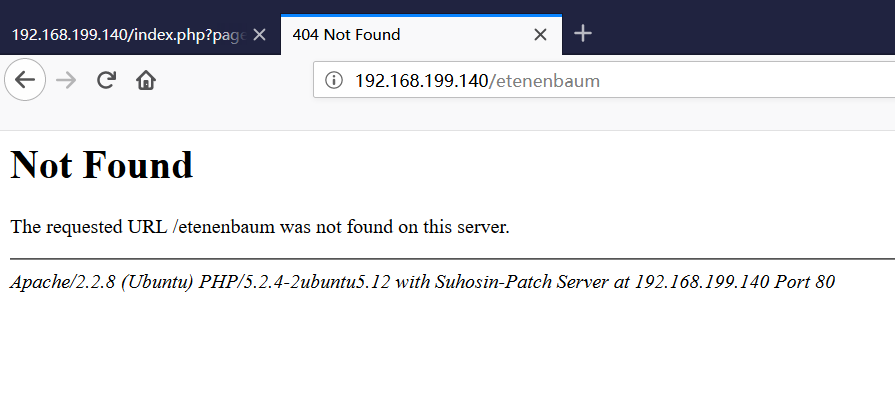 192.168.199.140/index.php?page
404 Not Found
192.168.199.140/etenenbaum
Not Found
The requested URL /etenenbaum was not found on this server.
Apache/2.2.8 (Ubuntu) PHP/5.2.4-2ubuntu5.12 with Suhosin-Patch Server at 192.168.199.140 Port 80